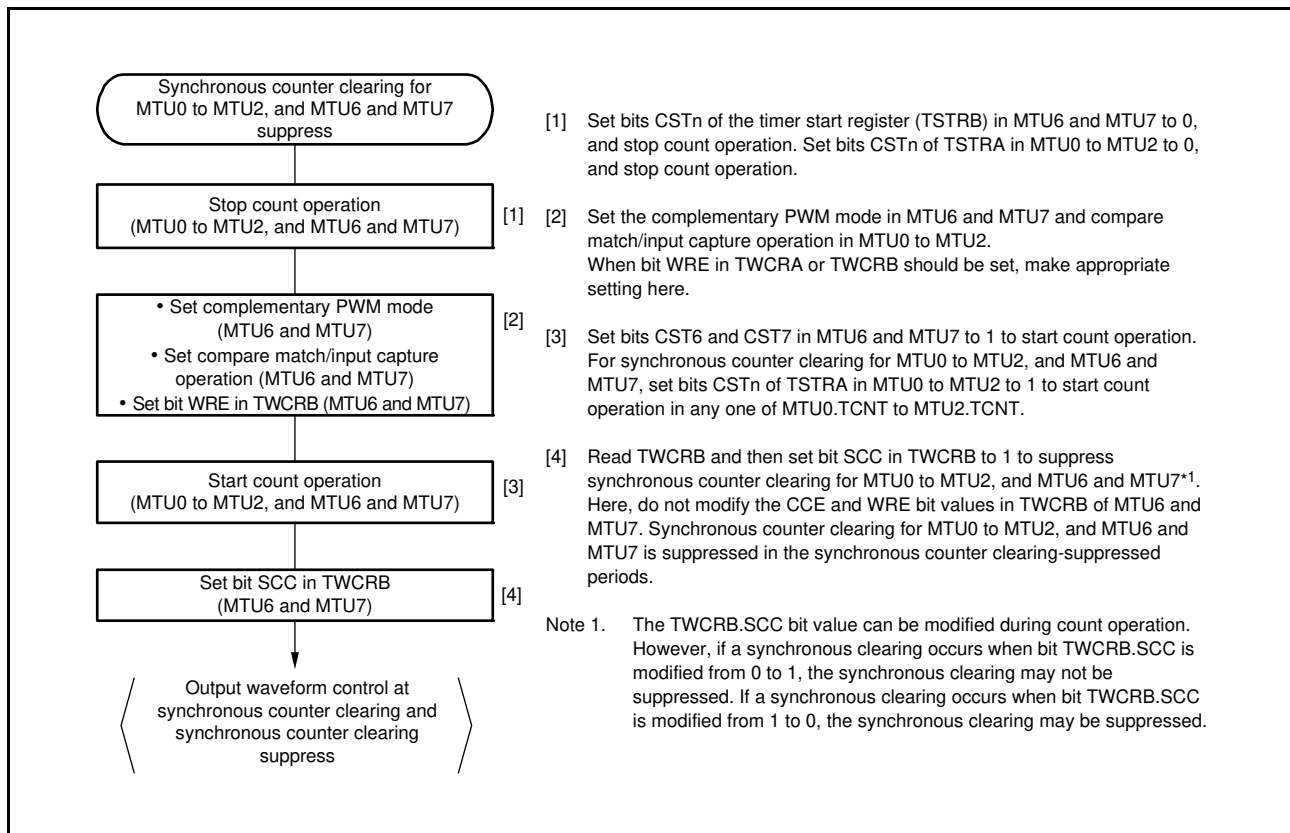 Synchronous counter clearing for
MTU0 to MTU2, and MTU6 and MTU7
suppress
Stop count operation
(MTU0 to MTU2, and MTU6 and MTU7)
[1]
• Set complementary PWM mode
(MTU6 and MTU7)
• Set compare match/input capture
operation (MTU6 and MTU7)
• Set bit WRE in TWCRB (MTU6 and MTU7)
[2]
Start count operation
(MTU0 to MTU2, and MTU6 and MTU7)
[3]
Set bit SCC in TWCRB
(MTU6 and MTU7)
[4]
Output waveform control at
synchronous counter clearing and
synchronous counter clearing
suppress
[1] Set bits CSTn of the timer start register (TSTRB) in MTU6 and MTU7 to 0,
and stop count operation. Set bits CSTn of TSTRA in MTU0 to MTU2 to 0,
and stop count operation.
[2] Set the complementary PWM mode in MTU6 and MTU7 and compare
match/input capture operation in MTU0 to MTU2.
When bit WRE in TWCRA or TWCRB should be set, make appropriate
setting here.
[3] Set bits CST6 and CST7 in MTU6 and MTU7 to 1 to start count operation.
For synchronous counter clearing for MTU0 to MTU2, and MTU6 and
MTU7, set bits CSTn of TSTRA in MTU0 to MTU2 to 1 to start count
operation in any one of MTU0.TCNT to MTU2.TCNT.
[4] Read TWCRB and then set bit SCC in TWCRB to 1 to suppress
synchronous counter clearing for MTU0 to MTU2, and MTU6 and MTU7*1.
Here, do not modify the CCE and WRE bit values in TWCRB of MTU6 and
MTU7. Synchronous counter clearing for MTU0 to MTU2, and MTU6 and
MTU7 is suppressed in the synchronous counter clearing-suppressed
periods.
Note 1. The TWCRB.SCC bit value can be modified during count operation.
However, if a synchronous clearing occurs when bit TWCRB.SCC is
modified from 0 to 1, the synchronous clearing may not be
suppressed. If a synchronous clearing occurs when bit TWCRB.SCC
is modified from 1 to 0, the synchronous clearing may be suppressed.